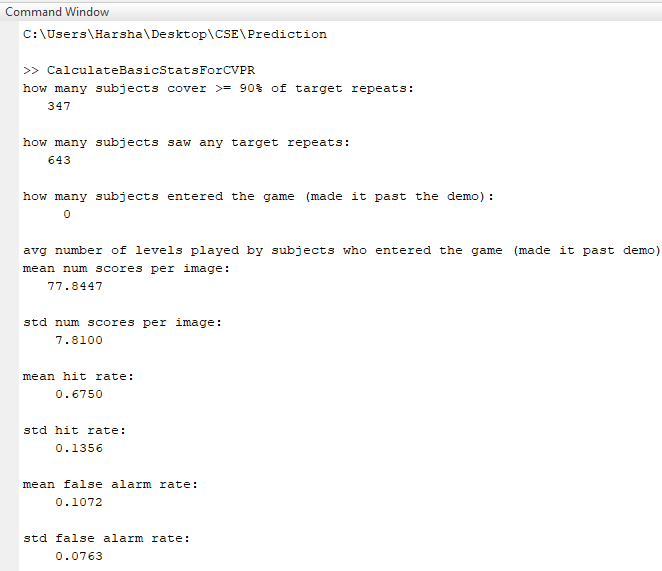 Command Window
C:\Users\Harsha\Desktop\CSE\Prediction
>> CalculateBasicStatsForCVPR
how many subjects cover >= 90% of target repeats:
347
how many subjects saw any target repeats:
643
how many subjects entered the game (made it past the demo):
0
avg number of levels played by subjects who entered the game (made it past demo)
mean num scores per image:
77.8447
std num scores per image:
7.8100
mean hit rate:
0.6750
std hit rate:
0.1356
mean false alarm rate:
0.1072
std false alarm rate:
0.0763